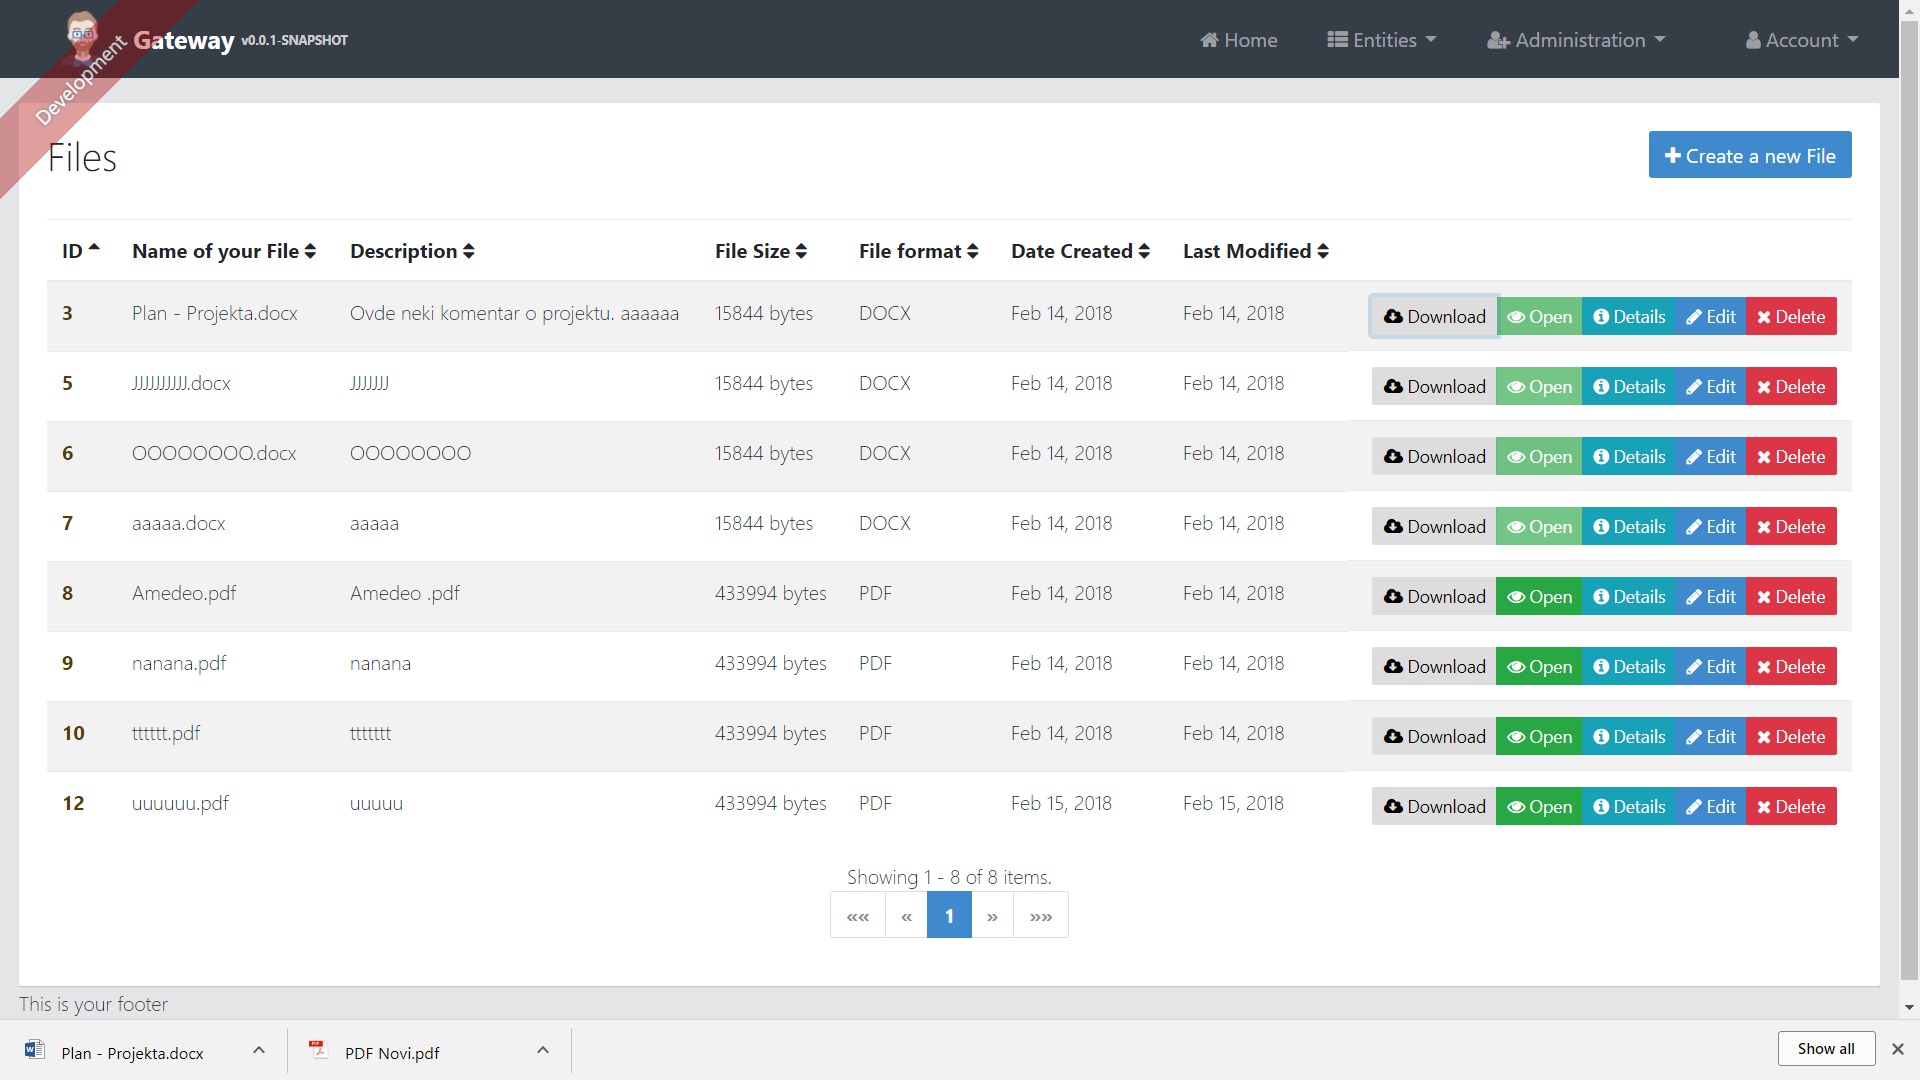 Development
Gateway v0.0.1-SNAPSHOT Home Entities Administration Account
Files Create a new File
ID Name of your File Description File Size File format Date Created Last Modified
3 Plan - Projekta.docx Ovde neki komentar o projektu. aaaaaa 15844 bytes DOCX Feb 14, 2018 Feb 14, 2018 Download Open Details Edit Delete
5 JJJJJJJJJJ.docx JJJJJJJ 15844 bytes DOCX Feb 14, 2018 Feb 14, 2018 Download Open Details Edit Delete
6 OOOOOOOO.docx OOOOOOOO 15844 bytes DOCX Feb 14, 2018 Feb 14, 2018 Download Open Details Edit Delete
7 aaaaa.docx aaaaa 15844 bytes DOCX Feb 14, 2018 Feb 14, 2018 Download Open Details Edit Delete
8 Amedeo.pdf Amedeo .pdf 433994 bytes PDF Feb 14, 2018 Feb 14, 2018 Download Open Details Edit Delete
9 nanana.pdf nanana 433994 bytes PDF Feb 14, 2018 Feb 14, 2018 Download Open Details Edit Delete
10 tttttt.pdf ttttttt 433994 bytes PDF Feb 14, 2018 Feb 14, 2018 Download Open Details Edit Delete
12 uuuuuu.pdf uuuuu 433994 bytes PDF Feb 15, 2018 Feb 15, 2018 Download Open Details Edit Delete
Showing 1 - 8 of 8 items.
«« « 1 » »»
This is your footer
Plan - Projekta.docx PDF Novi.pdf Show all